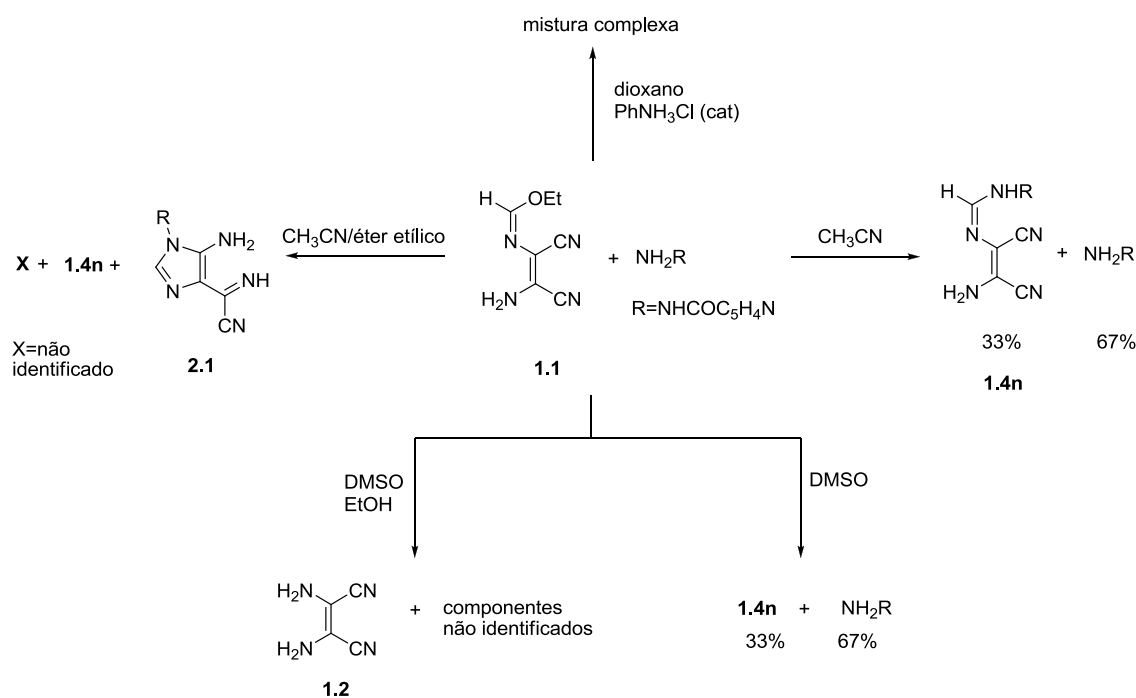 mistura complexa
dioxano
PhNH3Cl (cat)
R
N
NH2
N
NH
CN
2.1
X + 1.4n +
X=não
identificado
CH3CN/éter etílico
H
OEt
N
CN
H2N
CN
1.1
+ NH2R
R=NHCOC5H4N
CH3CN
H
NHR
N
CN
H2N
CN
+ NH2R
33% 67%
1.4n
DMSO
EtOH
DMSO
H2N
CN
H2N
CN
1.2
+ componentes
não identificados
1.4n + NH2R
33% 67%